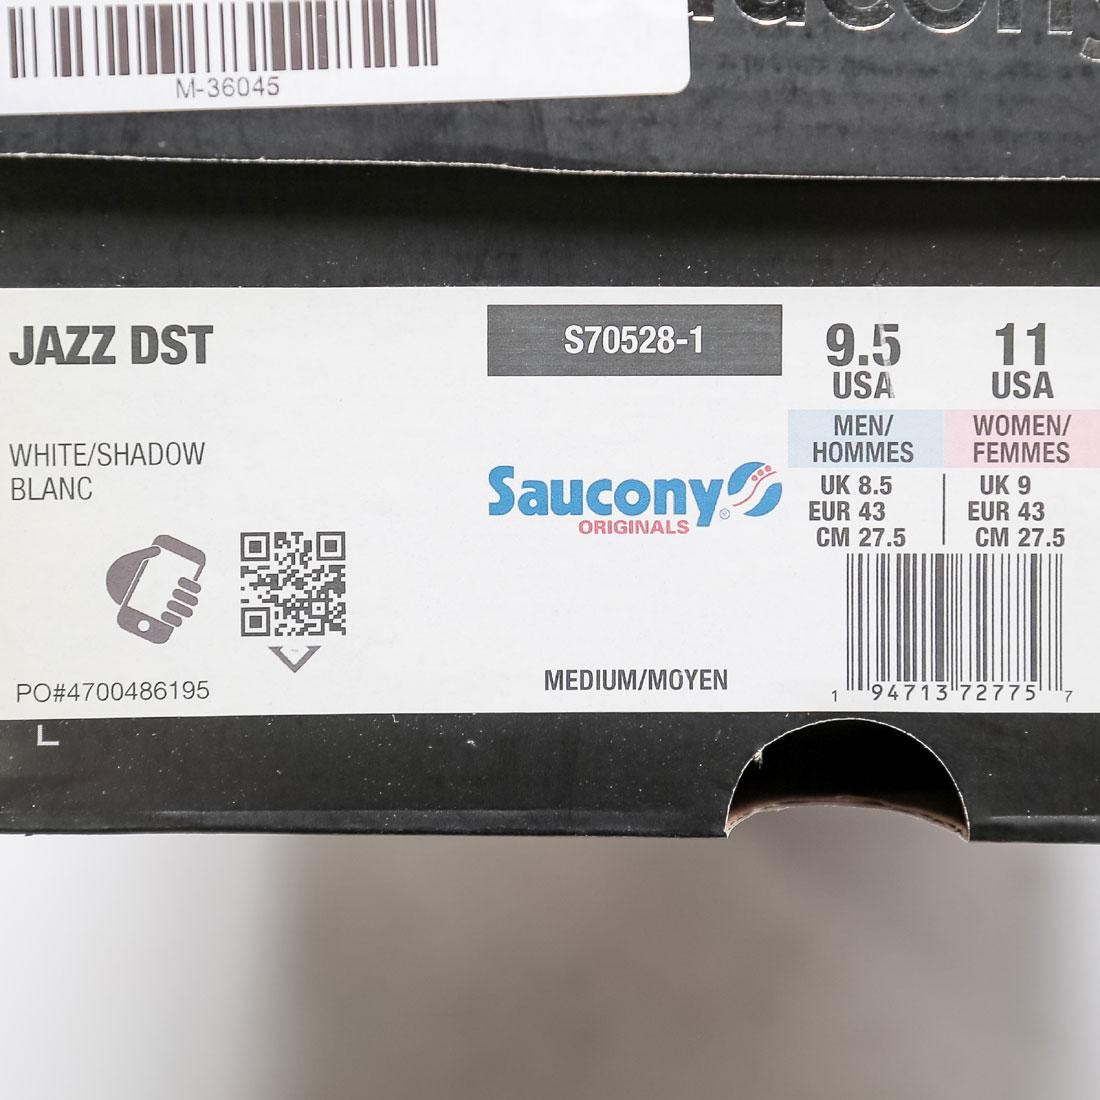 M-36045
saucony
JAZZ DST
S70528-1
9.5
USA
11
USA
WHITE/SHADOW
BLANC
MEN/
HOMMES
WOMEN/
FEMMES
Saucony®
ORIGINALS
UK 8.5
EUR 43
CM 27.5
UK 9
EUR 43
CM 27.5
PO#4700486195
MEDIUM/MOYEN
1 94713 72775 7
L